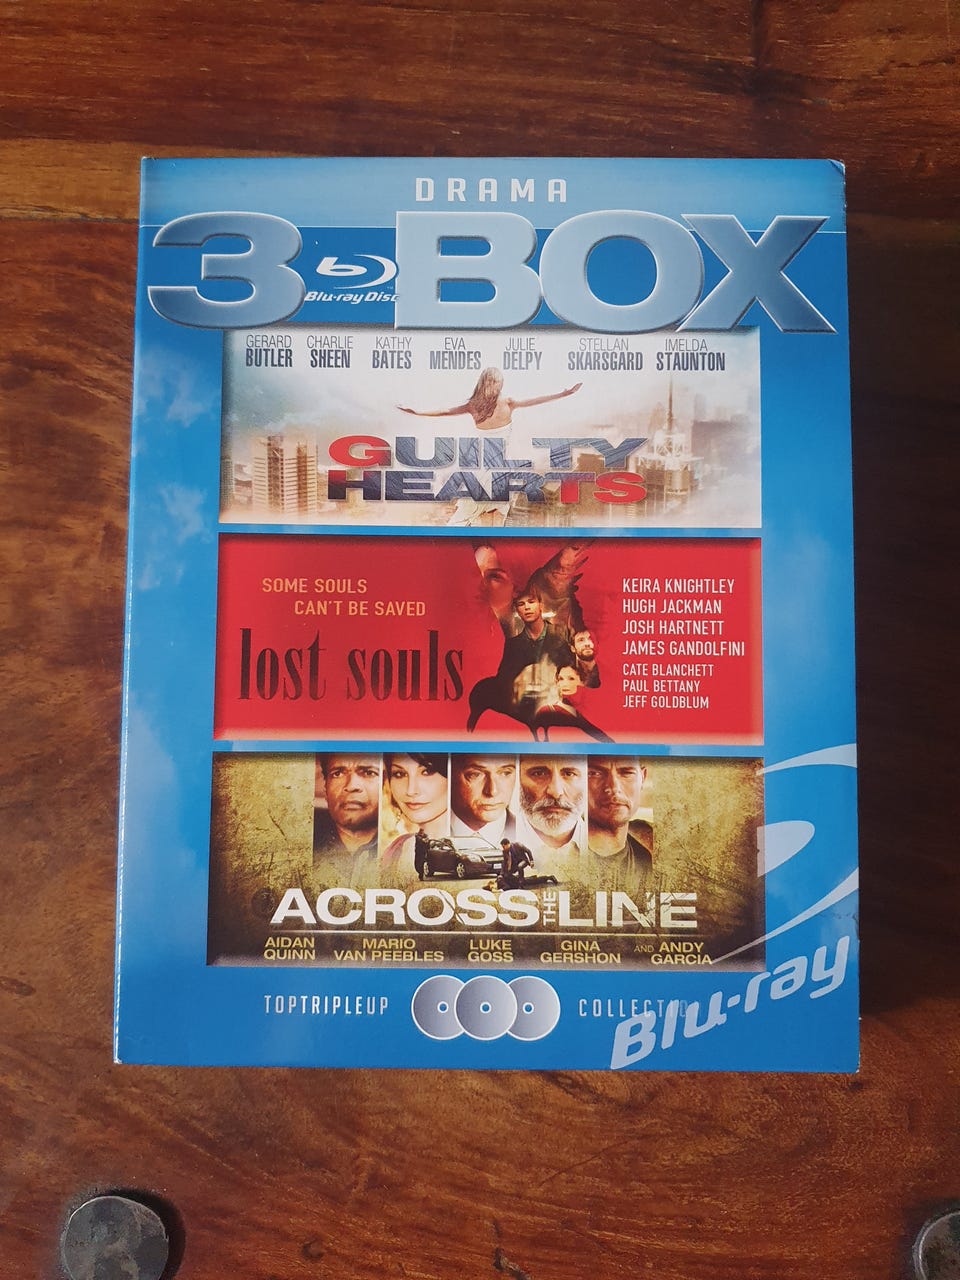 DRAMA
3-BOX
Blu-ray Disc
GERARD BUTLER CHARLIE SHEEN KATHY BATES EVA MENDES JULIE DELPY STELLAN SKARSGARD IMELDA STAUNTON
GUILTY
HEARTS
SOME SOULS
CAN'T BE SAVED
lost souls
KEIRA KNIGHTLEY
HUGH JACKMAN
JOSH HARTNETT
JAMES GANDOLFINI
CATE BLANCHETT
PAUL BETTANY
JEFF GOLDBLUM
ACROSS THE LINE
AIDAN QUINN MARIO VAN PEEBLES LUKE GOSS GINA GERSHON AND ANDY GARCIA
TOPTRIPLEUP COLLECTION
Blu-ray